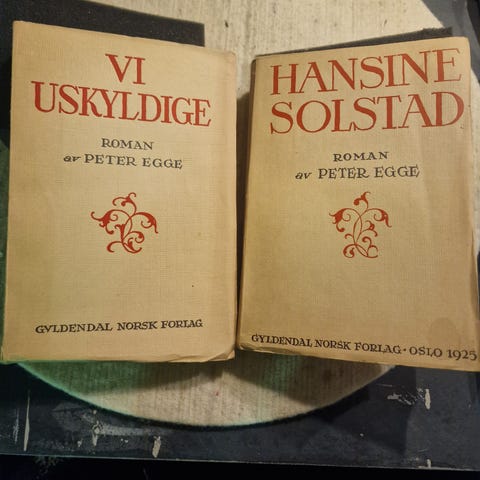 VI
USKYLDIGE
ROMAN
av PETER EGGE
GYLDENDAL NORSK FORLAG
HANSINE
SOLSTAD
ROMAN
av PETER EGGE
GYLDENDAL NORSK FORLAG · OSLO 1925